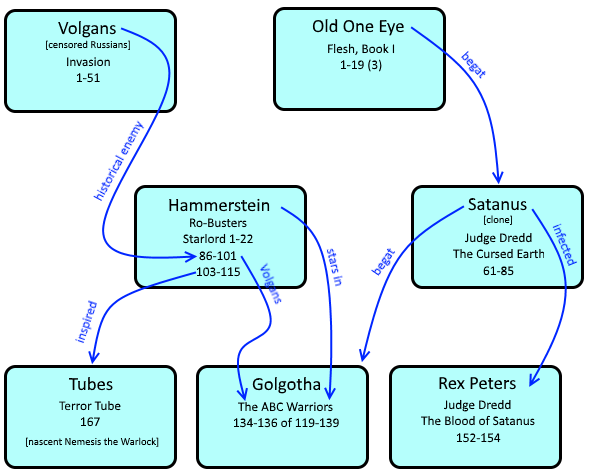 Volgans
[censored Russians]
Invasion
1-51
Old One Eye
Flesh, Book I
1-19 (3)
begat
historical enemy
Hammerstein
Ro-Busters
Starlord 1-22
86-101
103-115
Satanus
[clone]
Judge Dredd
The Cursed Earth
61-85
inspired
Volgans
stars in
begat
infected
Tubes
Terror Tube
167
[nascent Nemesis the Warlock]
Golgotha
The ABC Warriors
134-136 of 119-139
Rex Peters
Judge Dredd
The Blood of Satanus
152-154